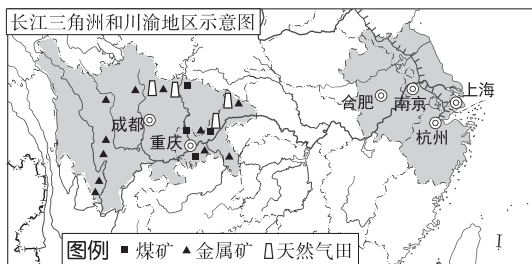 长江三角洲和川渝地区示意图
成都
重庆
合肥
南京
上海
杭州
图例 煤矿 金属矿 天然气田